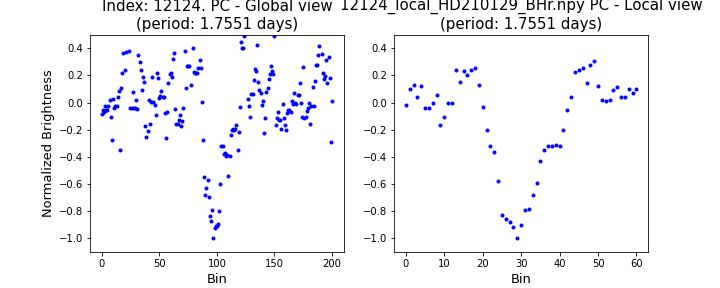 Index: 12124. PC - Global view
(period: 1.7551 days)
12124_local_HD210129_BHr.npy PC - Local view
(period: 1.7551 days)
Normalized Brightness
0.4
0.2
0.0
−0.2
−0.4
−0.6
−0.8
−1.0
0 50 100 150 200
Bin
0.4
0.2
0.0
−0.2
−0.4
−0.6
−0.8
−1.0
0 10 20 30 40 50 60
Bin